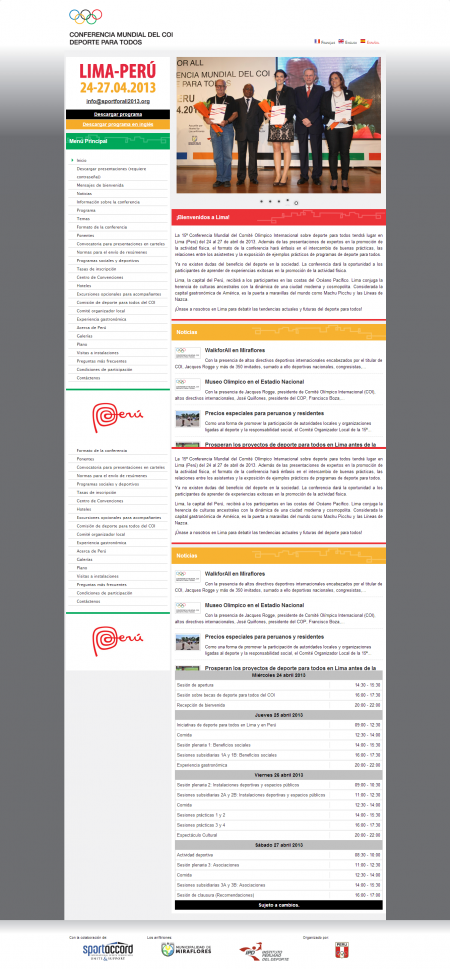 CONFERENCIA MUNDIAL DEL COI
DEPORTE PARA TODOS
Français English Español
LIMA-PERÚ
24-27.04.2013
info@sportforall2013.org
Descargar programa
Descargar programa en inglés
Menú Principal
Inicio
Descargar presentaciones (requiere
contraseña)
Mensajes de bienvenida
Noticias
Información sobre la conferencia
Programa
Temas
Formato de la conferencia
Ponentes
Convocatoria para presentaciones en carteles
Normas para el envío de resúmenes
Programas sociales y deportivos
Tasas de inscripción
Centro de Convenciones
Hoteles
Excursiones opcionales para acompañantes
Comisión de deporte para todos del COI
Comité organizador local
Experiencia gastronómica
Acerca de Perú
Galerías
Plano
Visitas a instalaciones
Preguntas más frecuentes
Condiciones de participación
Contáctenos
Perú
Formato de la conferencia
Ponentes
Convocatoria para presentaciones en carteles
Normas para el envío de resúmenes
Programas sociales y deportivos
Tasas de inscripción
Centro de Convenciones
Hoteles
Excursiones opcionales para acompañantes
Comisión de deporte para todos del COI
Comité organizador local
Experiencia gastronómica
Acerca de Perú
Galerías
Plano
Visitas a instalaciones
Preguntas más frecuentes
Condiciones de participación
Contáctenos
Perú
OR ALL
ENCIA MUNDIAL DEL COI
PARA TODOS
¡Bienvenidos a Lima!
La 15ª Conferencia Mundial del Comité Olímpico Internacional sobre deporte para todos tendrá lugar en
Lima (Perú) del 24 al 27 de abril de 2013. Además de las presentaciones de expertos en la promoción de
la actividad física, el formato de la conferencia hará énfasis en el intercambio de buenas prácticas, las
relaciones entre los asistentes y la exposición de ejemplos prácticos de programas de deporte para todos.
Ya no existen dudas del beneficio del deporte en la sociedad. La conferencia dará la oportunidad a los
participantes de aprender de experiencias exitosas en la promoción de la actividad física.
Lima, la capital del Perú, recibirá a los participantes en las costas del Océano Pacífico. Lima conjuga la
herencia de culturas ancestrales con la dinámica de una ciudad moderna y cosmopolita. Considerada la
capital gastronómica de América, es la puerta a maravillas del mundo como Machu Picchu y las Líneas de
Nazca.
¡Únase a nosotros en Lima para debatir las tendencias actuales y futuras del deporte para todos!
Noticias
WalkforAll en Miraflores
Con la presencia de altos directivos deportivos internacionales encabezados por el titular de
COI, Jacques Rogge y más de 350 invitados, sumado a ello deportistas nacionales, congresistas...
Museo Olímpico en el Estadio Nacional
Con la presencia de Jacques Rogge, presidente de Comité Olímpico Internacional (COI),
altos directivos internacionales, José Quiñones, presidente del COP, Francisco Boza,...
Precios especiales para peruanos y residentes
Como una forma de promover la participación de autoridades locales y organizaciones
ligadas al deporte y la responsabilidad social, el Comité Organizador Local de la 15ª...
Prosperan los proyectos de deporte para todos en Lima antes de la
La 15ª Conferencia Mundial del Comité Olímpico Internacional sobre deporte para todos tendrá lugar en
Lima (Perú) del 24 al 27 de abril de 2013. Además de las presentaciones de expertos en la promoción de
la actividad física, el formato de la conferencia hará énfasis en el intercambio de buenas prácticas, las
relaciones entre los asistentes y la exposición de ejemplos prácticos de programas de deporte para todos.
Ya no existen dudas del beneficio del deporte en la sociedad. La conferencia dará la oportunidad a los
participantes de aprender de experiencias exitosas en la promoción de la actividad física.
Lima, la capital del Perú, recibirá a los participantes en las costas del Océano Pacífico. Lima conjuga la
herencia de culturas ancestrales con la dinámica de una ciudad moderna y cosmopolita. Considerada la
capital gastronómica de América, es la puerta a maravillas del mundo como Machu Picchu y las Líneas de
Nazca.
¡Únase a nosotros en Lima para debatir las tendencias actuales y futuras del deporte para todos!
Noticias
WalkforAll en Miraflores
Con la presencia de altos directivos deportivos internacionales encabezados por el titular de
COI, Jacques Rogge y más de 350 invitados, sumado a ello deportistas nacionales, congresistas...
Museo Olímpico en el Estadio Nacional
Con la presencia de Jacques Rogge, presidente de Comité Olímpico Internacional (COI),
altos directivos internacionales, José Quiñones, presidente del COP, Francisco Boza,...
Precios especiales para peruanos y residentes
Como una forma de promover la participación de autoridades locales y organizaciones
ligadas al deporte y la responsabilidad social, el Comité Organizador Local de la 15ª...
Prosperan los proyectos de deporte para todos en Lima antes de la
Miércoles 24 abril 2013
Sesión de apertura 14:30 - 15:30
Sesión sobre becas de deporte para todos del COI 16:00 - 17:30
Recepción de bienvenida 20:00 - 22:00
Jueves 25 abril 2013
Iniciativas de deporte para todos en Lima y en Perú 09:00 - 12:30
Comida 12:30 - 14:00
Sesión plenaria 1: Beneficios sociales 14:00 - 15:30
Sesiones subsidiarias 1A y 1B: Beneficios sociales 16:00 - 17:30
Experiencia gastronómica 20:00 - 22:00
Viernes 26 abril 2013
Sesión plenaria 2: Instalaciones deportivas y espacios públicos 09:00 - 10:30
Sesiones subsidiarias 2A y 2B: Instalaciones deportivas y espacios públicos 11:00 - 12:30
Comida 12:30 - 14:00
Sesiones prácticas 1 y 2 14:00 - 15:30
Sesiones prácticas 3 y 4 16:00 - 17:30
Espectáculo Cultural 20:00 - 22:00
Sábado 27 abril 2013
Actividad deportiva 08:30 - 10:00
Sesión plenaria 3: Asociaciones 11:00 - 12:30
Comida 12:30 - 14:00
Sesiones subsidiarias 3A y 3B: Asociaciones 14:00 - 15:30
Sesión de clausura (Recomendaciones) 16:00 - 17:00
Sujeto a cambios.
Con la colaboración de: Los anfitriones: Organizado por:
sportaccord
UNITE & SUPPORT
MUNICIPALIDAD DE
MIRAFLORES
IPD INSTITUTO
PERUANO
DEL DEPORTE
PERU